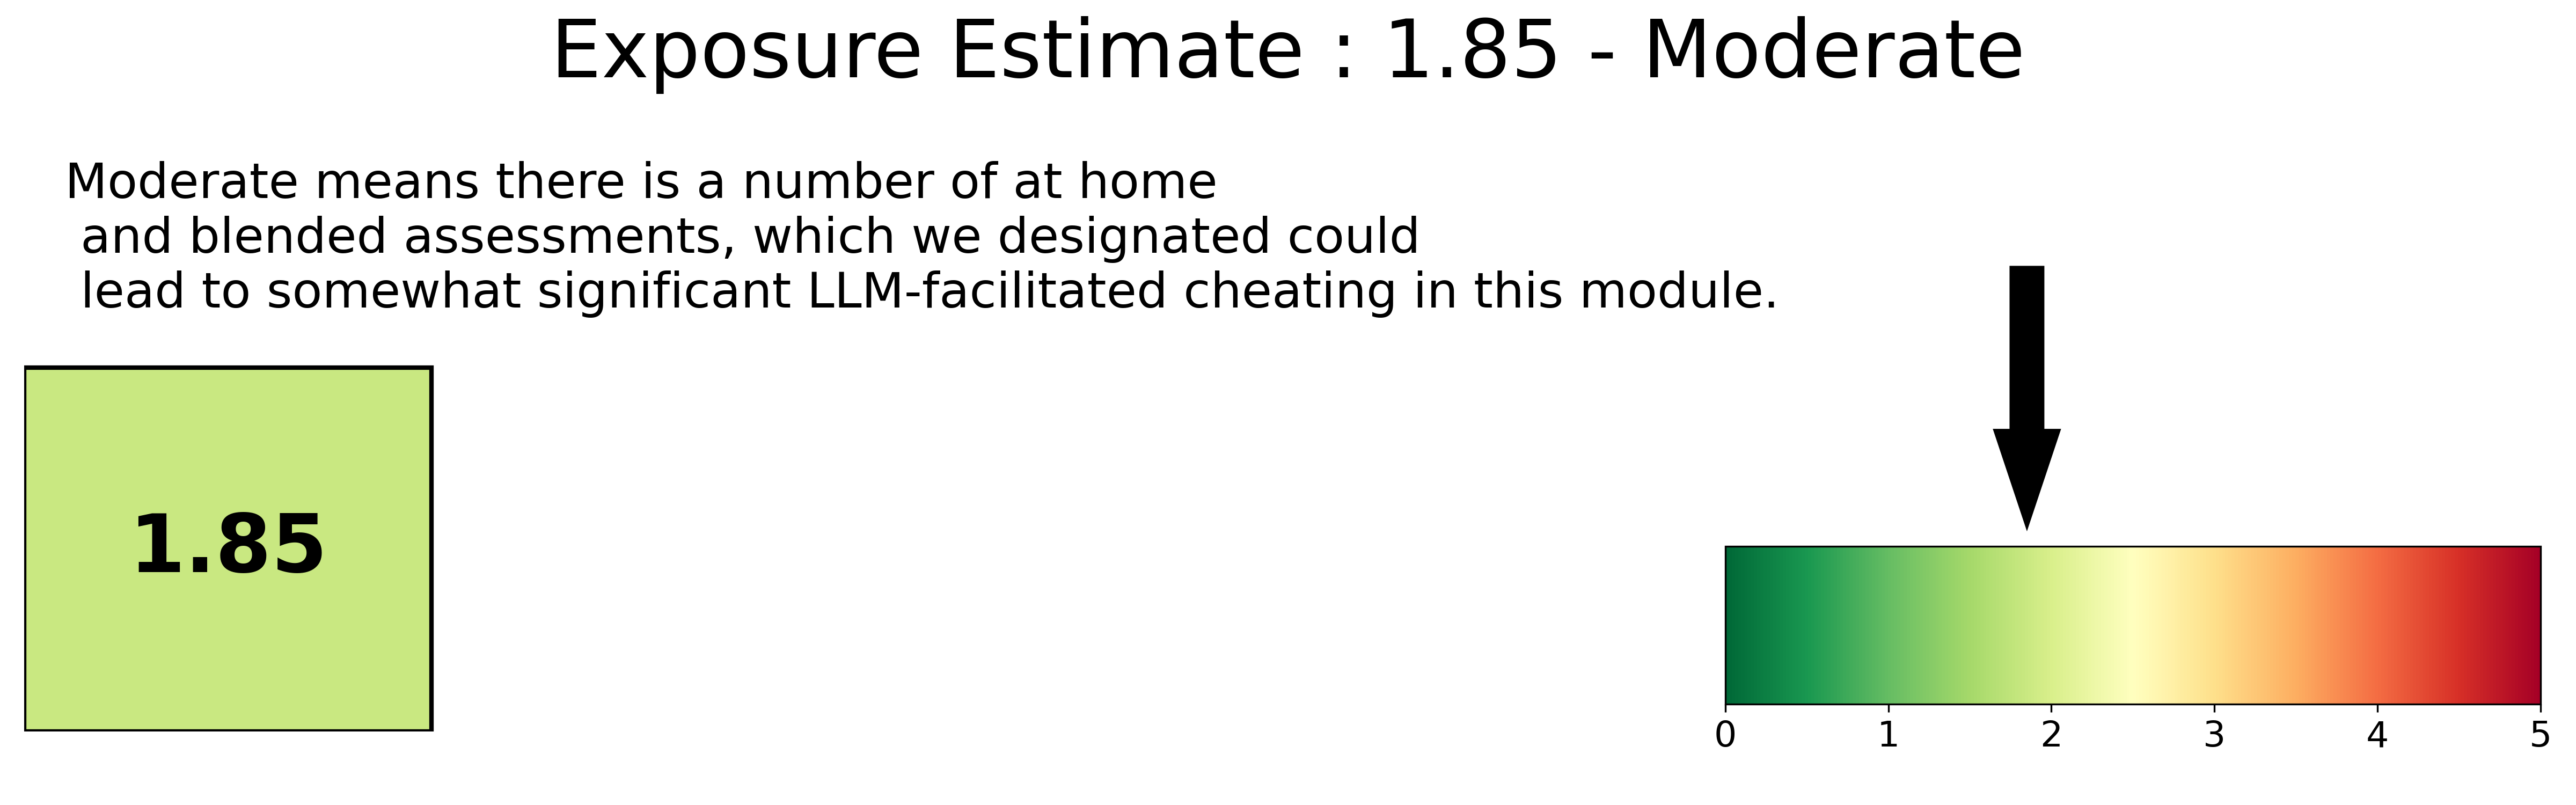 Exposure Estimate : 1.85 - Moderate
Moderate means there is a number of at home
and blended assessments, which we designated could
lead to somewhat significant LLM-facilitated cheating in this module.
1.85
0 1 2 3 4 5